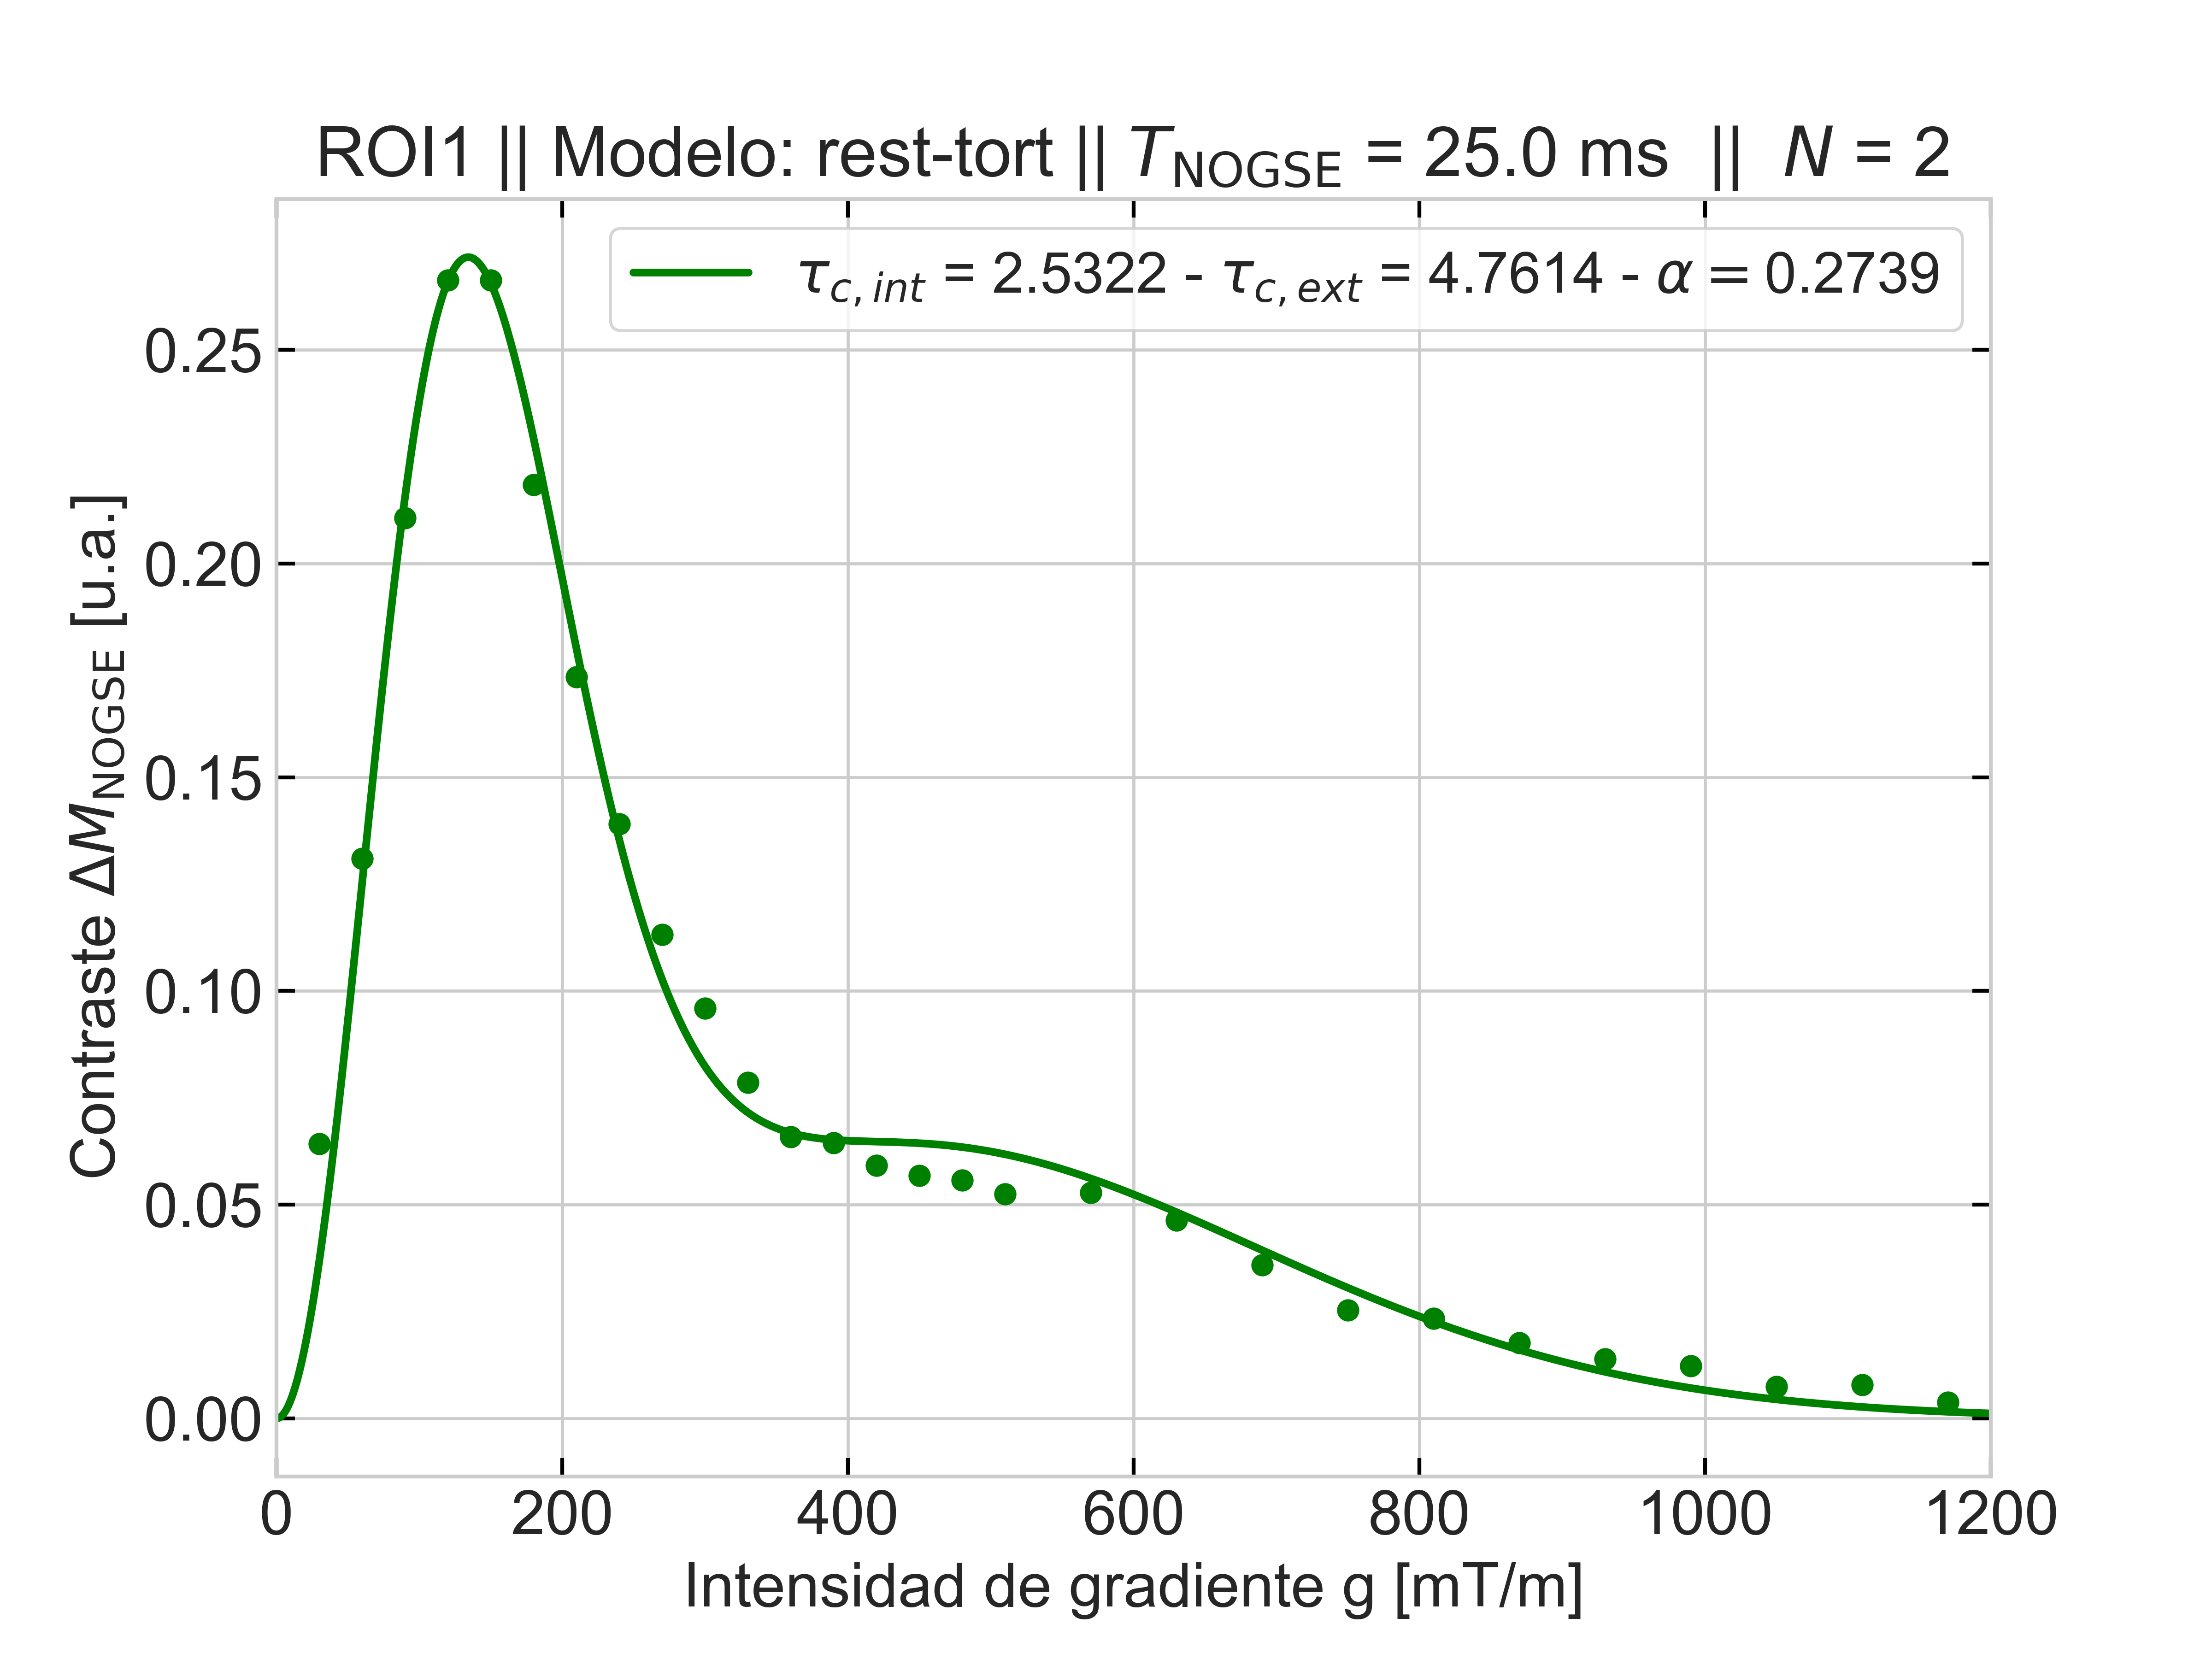 ROI1 || Modelo: rest-tort || T_NOGSE = 25.0 ms || N = 2
τ_c,int = 2.5322 - τ_c,ext = 4.7614 - α = 0.2739
Contraste ΔM_NOGSE [u.a.]
0.25
0.20
0.15
0.10
0.05
0.00
0 200 400 600 800 1000 1200
Intensidad de gradiente g [mT/m]